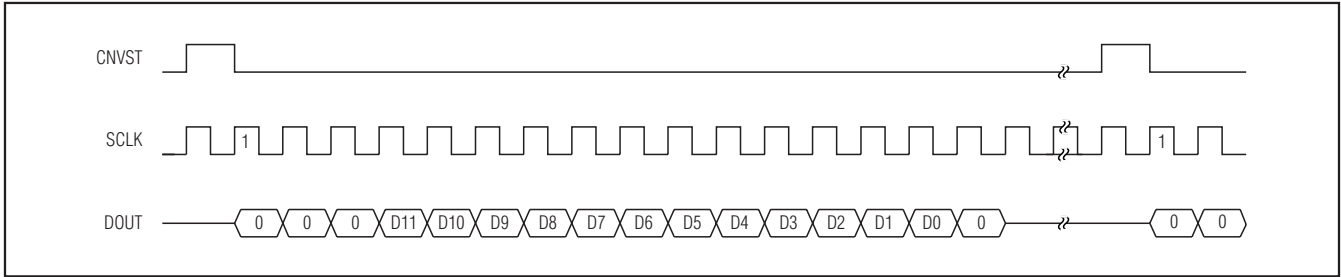 CNVST
SCLK 1 1
DOUT 0 0 0 D11 D10 D9 D8 D7 D6 D5 D4 D3 D2 D1 D0 0 0 0